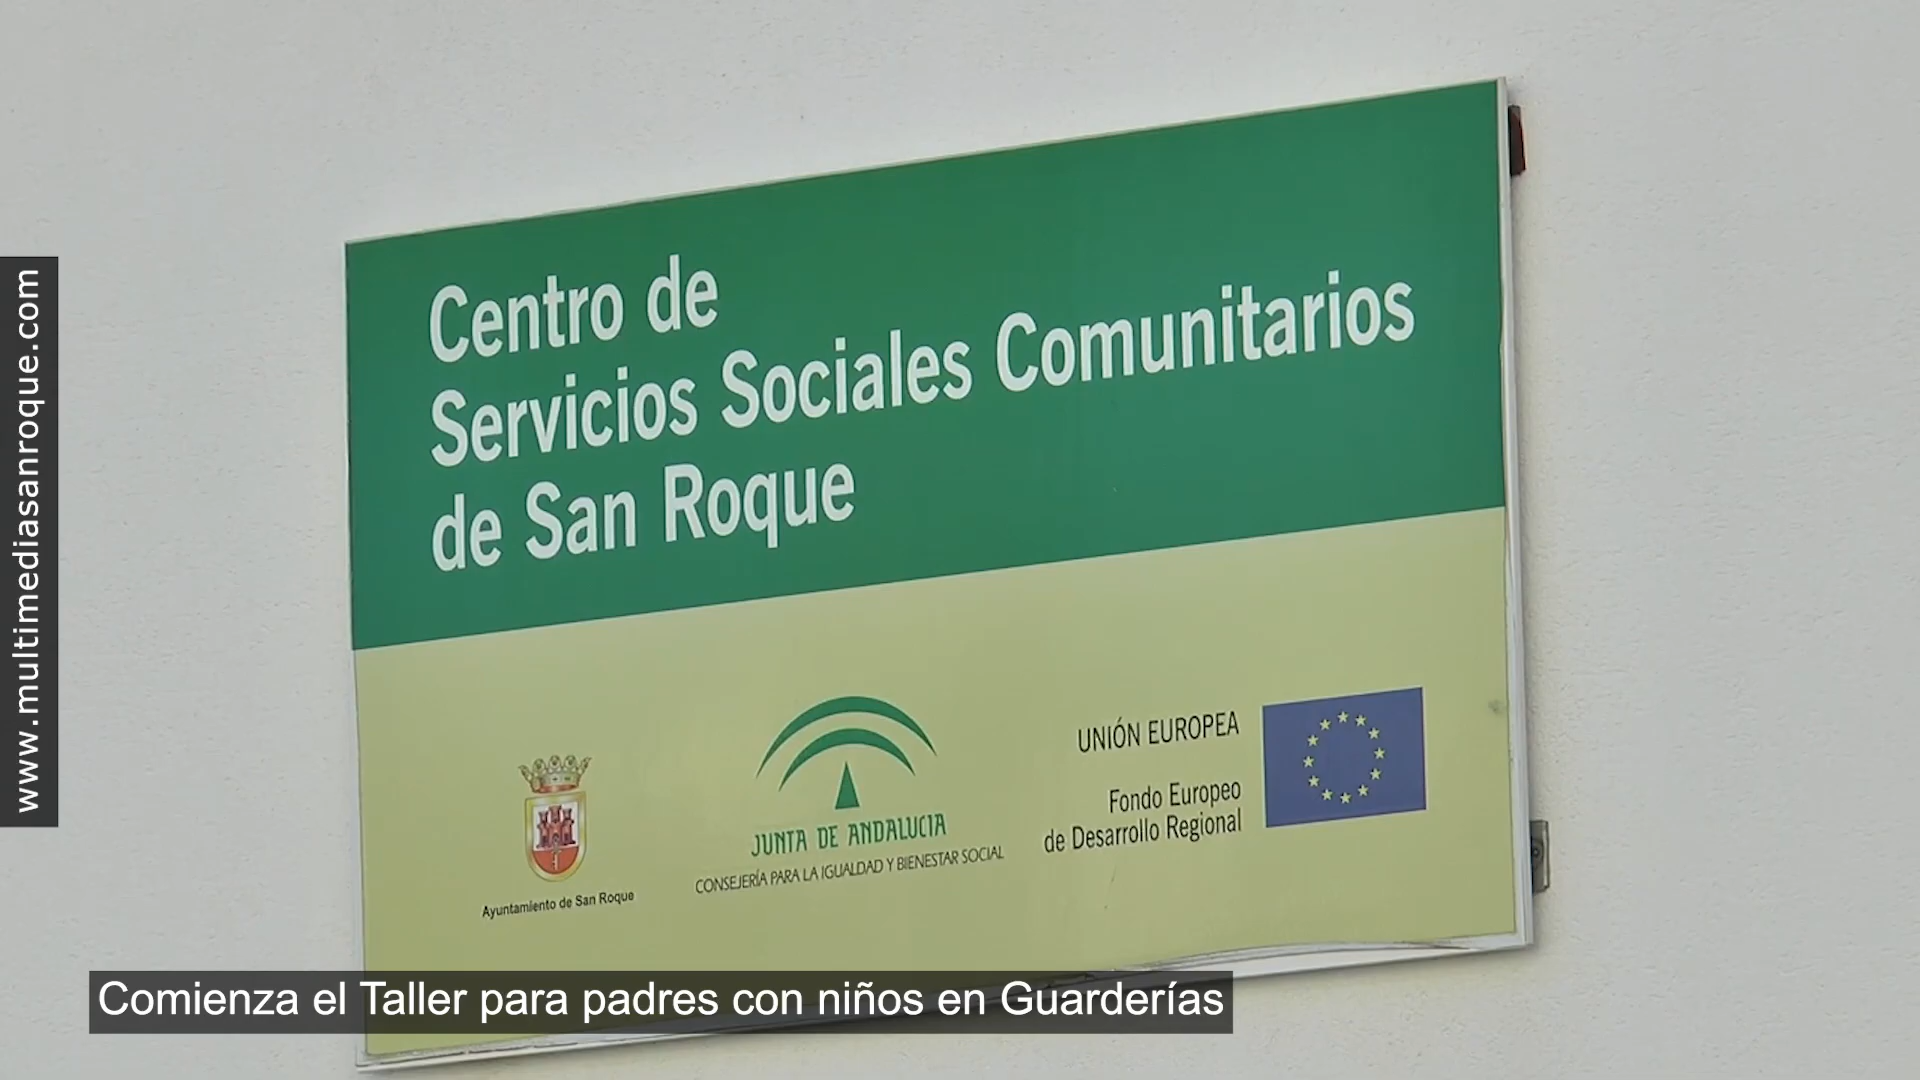 www.multimediasanroque.com
Centro de
Servicios Sociales Comunitarios
de San Roque
Ayuntamiento de San Roque
JUNTA DE ANDALUCIA
CONSEJERÍA PARA LA IGUALDAD Y BIENESTAR SOCIAL
UNIÓN EUROPEA
Fondo Europeo
de Desarrollo Regional
Comienza el Taller para padres con niños en Guarderías